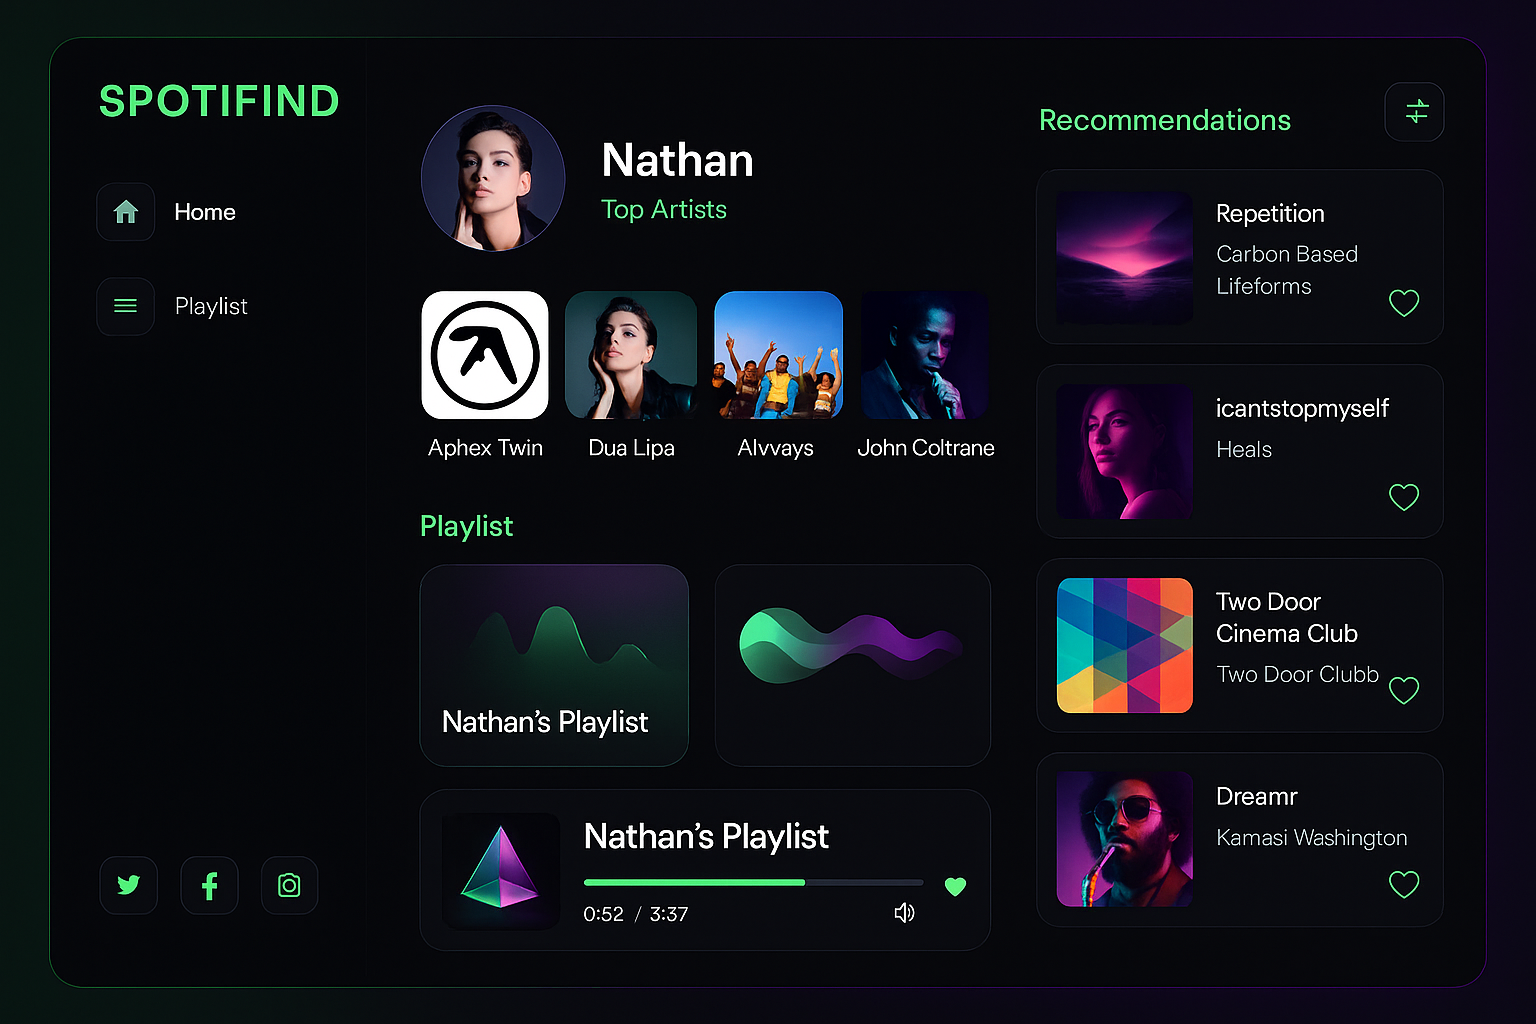 SPOTIFIND
Home
Playlist
Nathan
Top Artists
Aphex Twin
Dua Lipa
Alvvays
John Coltrane
Playlist
Nathan’s Playlist
Nathan’s Playlist
0:52 / 3:37
Recommendations
Repetition
Carbon Based
Lifeforms
icantstopmyself
Heals
Two Door
Cinema Club
Two Door Clubb
Dreamr
Kamasi Washington